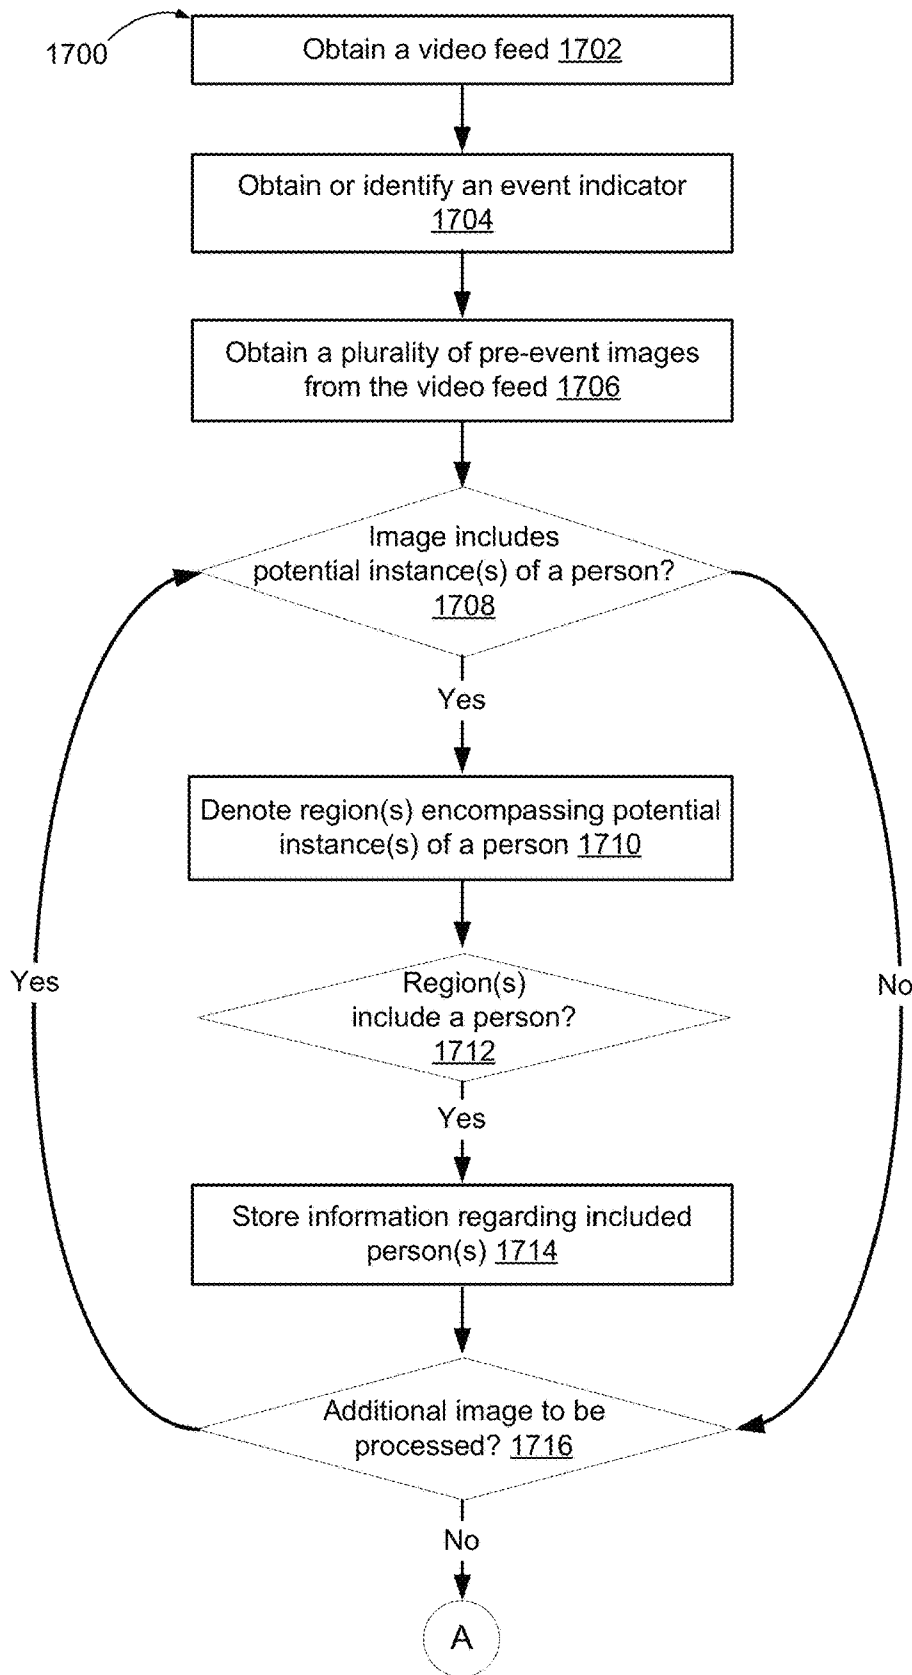 1700
Obtain a video feed 1702
Obtain or identify an event indicator
1704
Obtain a plurality of pre-event images
from the video feed 1706
Image includes
potential instance(s) of a person?
1708
Yes
Denote region(s) encompassing potential
instance(s) of a person 1710
Yes
No
Region(s)
include a person?
1712
Yes
Store information regarding included
person(s) 1714
Additional image to be
processed? 1716
No
A